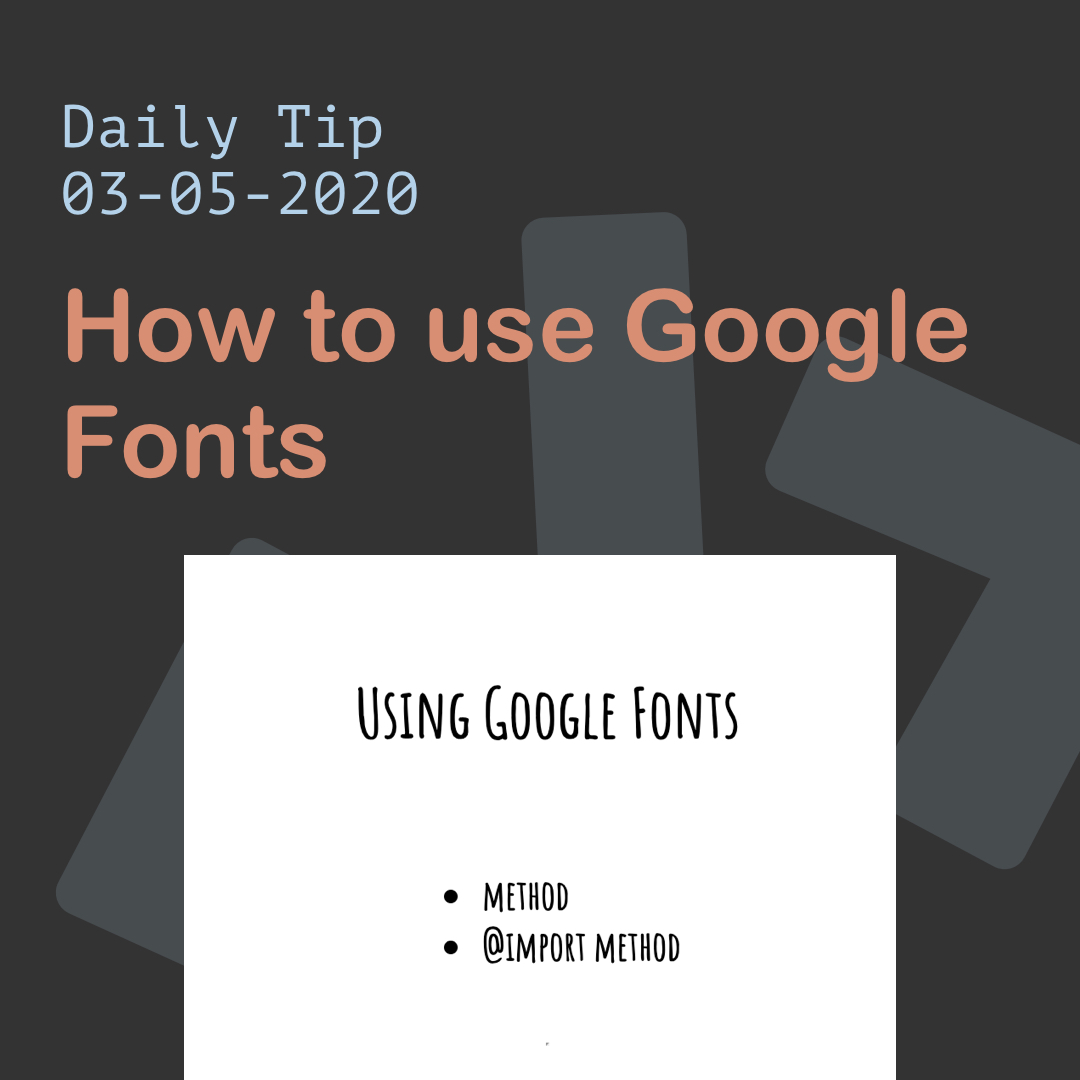 Daily Tip
03-05-2020
How to use Google
Fonts
Using Google Fonts
• method
• @import method